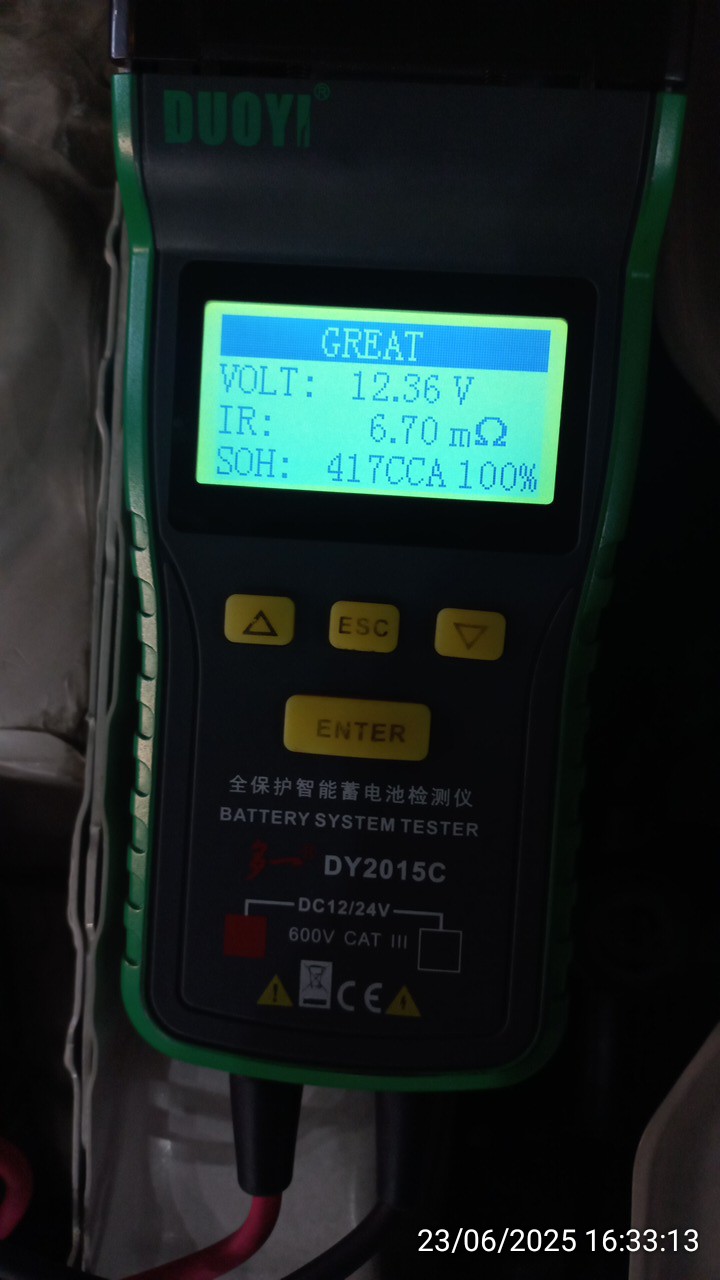 DUOYI®
GREAT
VOLT: 12.36 V
IR: 6.70 mΩ
SOH: 417CCA 100%
ESC
ENTER
全保护智能蓄电池检测仪
BATTERY SYSTEM TESTER
多一® DY2015C
DC12/24V
600V CAT III
CE
23/06/2025 16:33:13